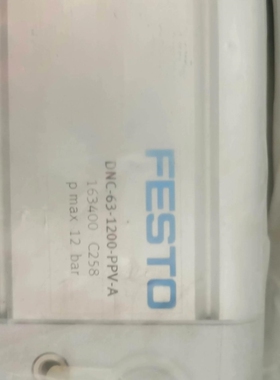 FESTO
DNC-63-1200-PPV-A
163400 C258
p max 12 bar